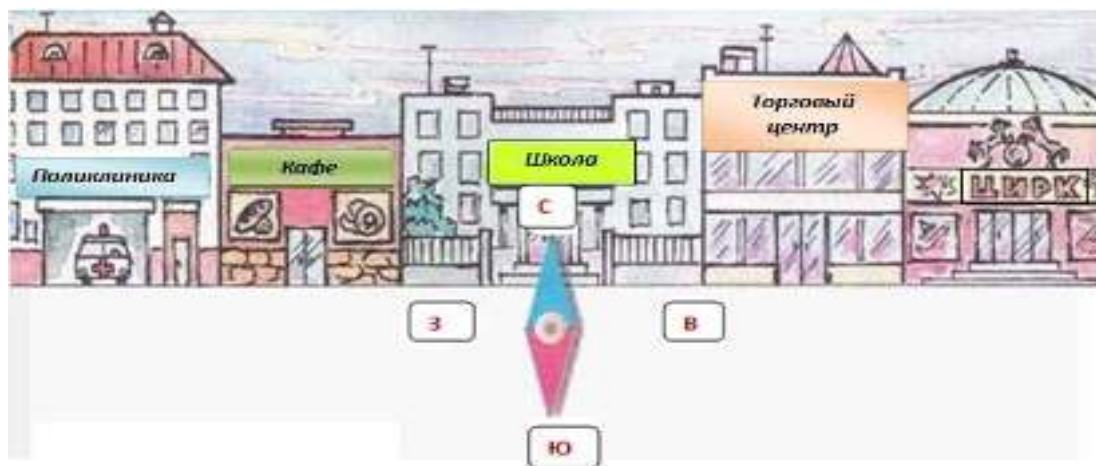 Поликлиника
Кафе
Школа
Торговый
центр
ЦИРК
С
З
В
Ю